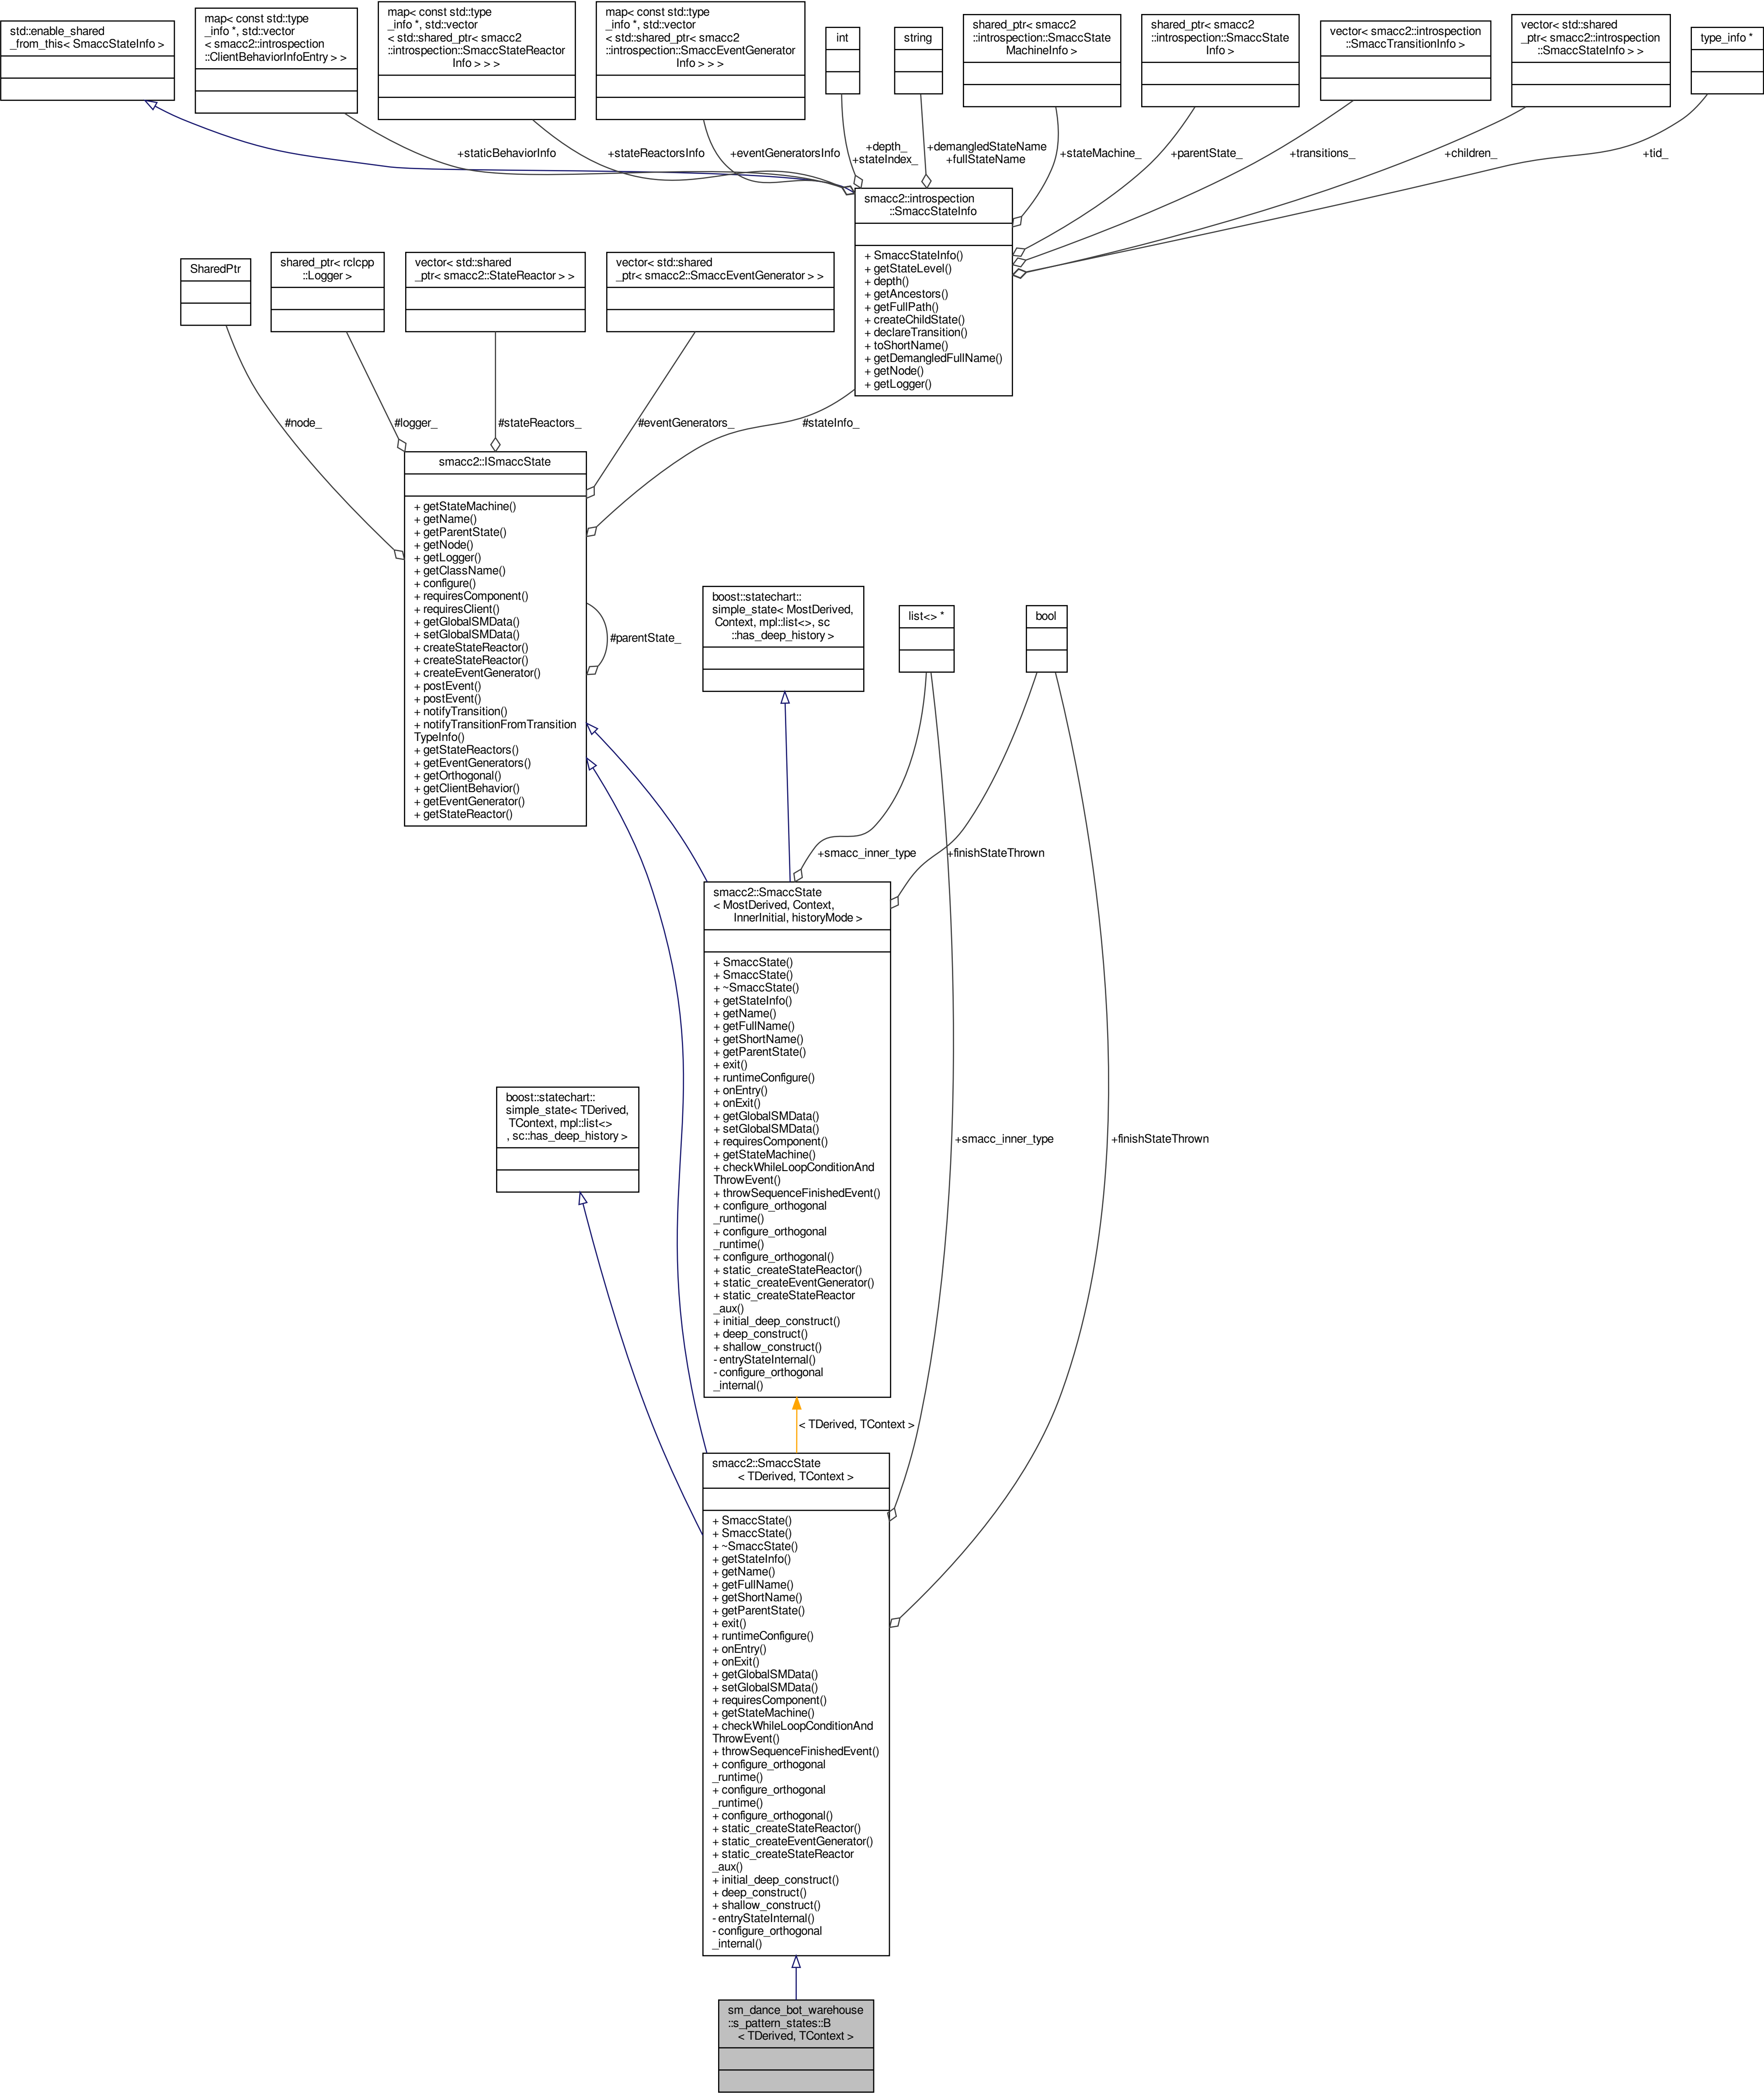 std::enable_shared
_from_this< SmaccStateInfo >
map< const std::type
_info *, std::vector
< smacc2::introspection
::ClientBehaviorInfoEntry > >
map< const std::type
_info *, std::vector
< std::shared_ptr< smacc2
::introspection::SmaccStateReactor
Info > > >
map< const std::type
_info *, std::vector
< std::shared_ptr< smacc2
::introspection::SmaccEventGenerator
Info > > >
int
string
shared_ptr< smacc2
::introspection::SmaccState
MachineInfo >
shared_ptr< smacc2
::introspection::SmaccState
Info >
vector< smacc2::introspection
::SmaccTransitionInfo >
vector< std::shared
_ptr< smacc2::introspection
::SmaccStateInfo > >
type_info *
+staticBehaviorInfo
+stateReactorsInfo
+eventGeneratorsInfo
+depth_
+stateIndex_
+demangledStateName
+fullStateName
+stateMachine_
+parentState_
+transitions_
+children_
+tid_
smacc2::introspection
::SmaccStateInfo
+ SmaccStateInfo()
+ getStateLevel()
+ depth()
+ getAncestors()
+ getFullPath()
+ createChildState()
+ declareTransition()
+ toShortName()
+ getDemangledFullName()
+ getNode()
+ getLogger()
SharedPtr
shared_ptr< rclcpp
::Logger >
vector< std::shared
_ptr< smacc2::StateReactor > >
vector< std::shared
_ptr< smacc2::SmaccEventGenerator > >
#node_
#logger_
#stateReactors_
#eventGenerators_
#stateInfo_
smacc2::ISmaccState
+ getStateMachine()
+ getName()
+ getParentState()
+ getNode()
+ getLogger()
+ getClassName()
+ configure()
+ requiresComponent()
+ requiresClient()
+ getGlobalSMData()
+ setGlobalSMData()
+ createStateReactor()
+ createStateReactor()
+ createEventGenerator()
+ postEvent()
+ postEvent()
+ notifyTransition()
+ notifyTransitionFromTransition
TypeInfo()
+ getStateReactors()
+ getEventGenerators()
+ getOrthogonal()
+ getClientBehavior()
+ getEventGenerator()
+ getStateReactor()
#parentState_
boost::statechart::
simple_state< MostDerived,
Context, mpl::list<>, sc
::has_deep_history >
list<> *
bool
+smacc_inner_type
+finishStateThrown
smacc2::SmaccState
< MostDerived, Context,
InnerInitial, historyMode >
+ SmaccState()
+ SmaccState()
+ ~SmaccState()
+ getStateInfo()
+ getName()
+ getFullName()
+ getShortName()
+ getParentState()
+ exit()
+ runtimeConfigure()
+ onEntry()
+ onExit()
+ getGlobalSMData()
+ setGlobalSMData()
+ requiresComponent()
+ getStateMachine()
+ checkWhileLoopConditionAnd
ThrowEvent()
+ throwSequenceFinishedEvent()
+ configure_orthogonal
_runtime()
+ configure_orthogonal
_runtime()
+ configure_orthogonal()
+ static_createStateReactor()
+ static_createEventGenerator()
+ static_createStateReactor
_aux()
+ initial_deep_construct()
+ deep_construct()
+ shallow_construct()
- entryStateInternal()
- configure_orthogonal
_internal()
boost::statechart::
simple_state< TDerived,
TContext, mpl::list<>
, sc::has_deep_history >
+smacc_inner_type
+finishStateThrown
< TDerived, TContext >
smacc2::SmaccState
< TDerived, TContext >
+ SmaccState()
+ SmaccState()
+ ~SmaccState()
+ getStateInfo()
+ getName()
+ getFullName()
+ getShortName()
+ getParentState()
+ exit()
+ runtimeConfigure()
+ onEntry()
+ onExit()
+ getGlobalSMData()
+ setGlobalSMData()
+ requiresComponent()
+ getStateMachine()
+ checkWhileLoopConditionAnd
ThrowEvent()
+ throwSequenceFinishedEvent()
+ configure_orthogonal
_runtime()
+ configure_orthogonal
_runtime()
+ configure_orthogonal()
+ static_createStateReactor()
+ static_createEventGenerator()
+ static_createStateReactor
_aux()
+ initial_deep_construct()
+ deep_construct()
+ shallow_construct()
- entryStateInternal()
- configure_orthogonal
_internal()
sm_dance_bot_warehouse
::s_pattern_states::B
< TDerived, TContext >